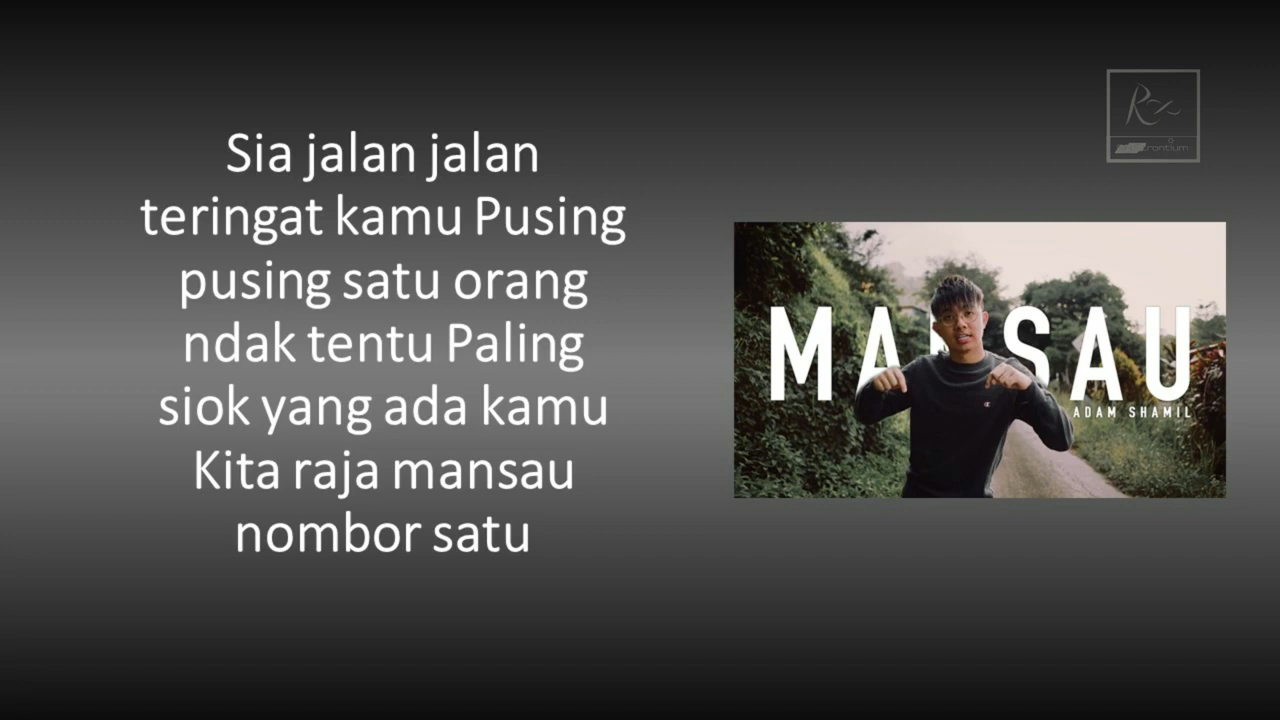 Sia jalan jalan
teringat kamu Pusing
pusing satu orang
ndak tentu Paling
siok yang ada kamu
Kita raja mansau
nombor satu
ADAM SHAMIL